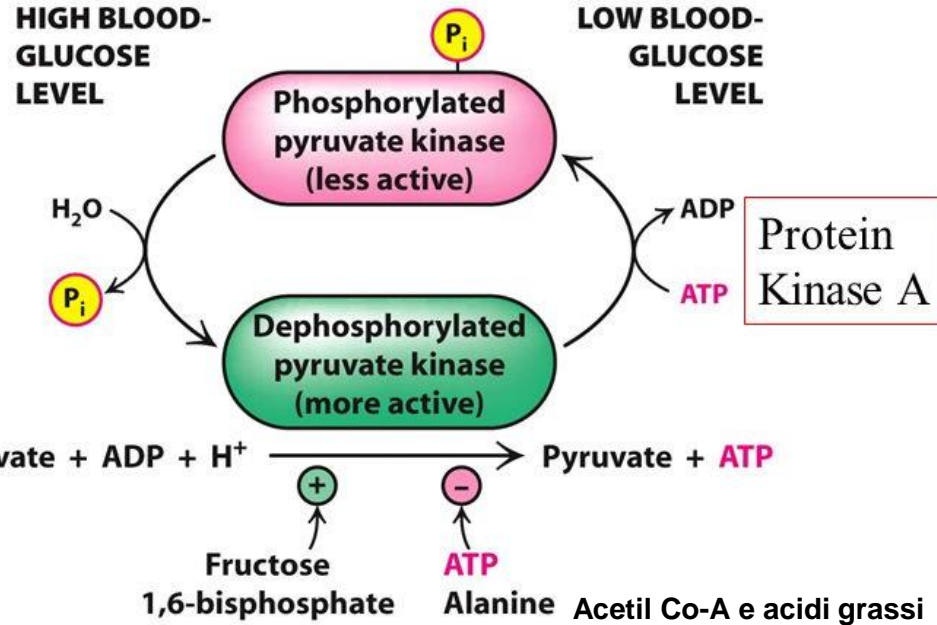 HIGH BLOOD-
GLUCOSE
LEVEL
Pi
LOW BLOOD-
GLUCOSE
LEVEL
Phosphorylated
pyruvate kinase
(less active)
H₂O
Pi
ADP
ATP
Protein
Kinase A
Dephosphorylated
pyruvate kinase
(more active)
vate + ADP + H⁺
Pyruvate + ATP
+
−
Fructose
1,6-bisphosphate
ATP
Alanine
Acetil Co-A e acidi grassi